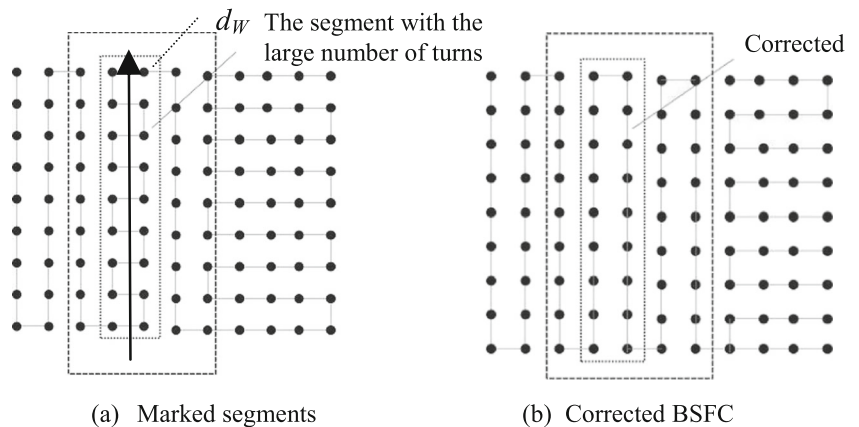 d_W The segment with the
large number of turns
Corrected
(a) Marked segments
(b) Corrected BSFC